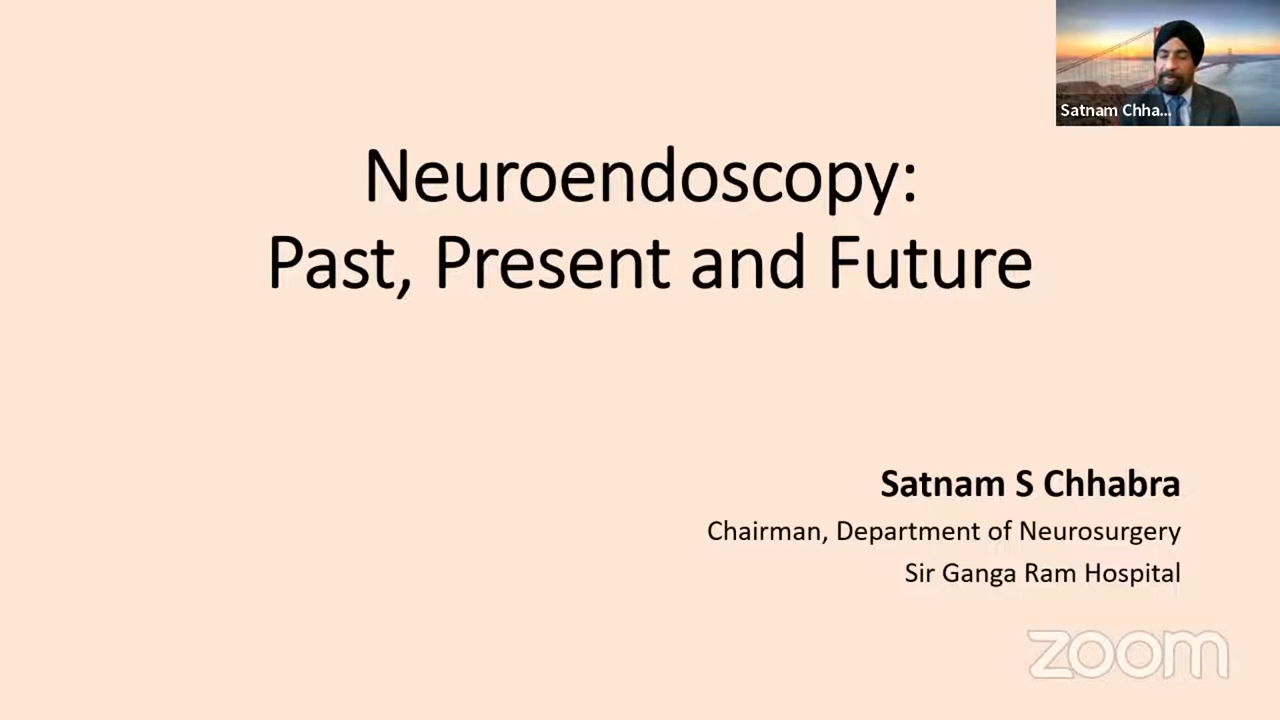 Satnam Chha...
Neuroendoscopy:
Past, Present and Future
Satnam S Chhabra
Chairman, Department of Neurosurgery
Sir Ganga Ram Hospital
zoom